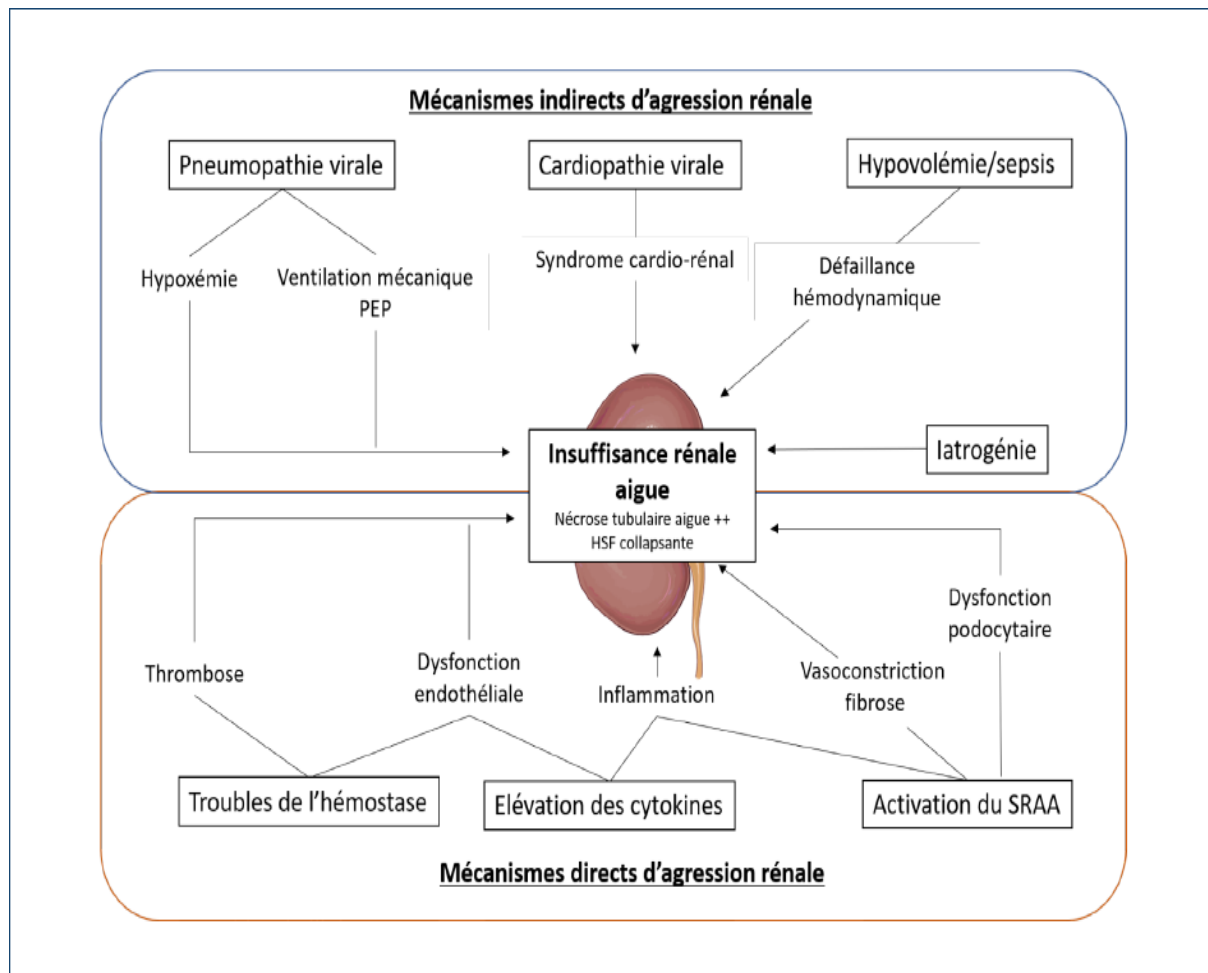 Mécanismes indirects d'agression rénale
Pneumopathie virale
Cardiopathie virale
Hypovolémie/sepsis
Hypoxémie
Ventilation mécanique
PEP
Syndrome cardio-rénal
Défaillance
hémodynamique
Insuffisance rénale
aigue
Nécrose tubulaire aigue ++
HSF collapsante
Iatrogénie
Thrombose
Dysfonction
endothéliale
Inflammation
Vasoconstriction
fibrose
Dysfonction
podocytaire
Troubles de l'hémostase
Elévation des cytokines
Activation du SRAA
Mécanismes directs d'agression rénale